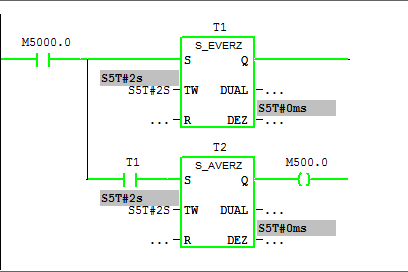 T1
M5000.0
S_EVERZ
S Q
S5T#2s
S5T#2S TW DUAL ...
S5T#0ms
... R DEZ ...
T2
T1 S_AVERZ M500.0
S Q
S5T#2s
S5T#2S TW DUAL ...
S5T#0ms
... R DEZ ...